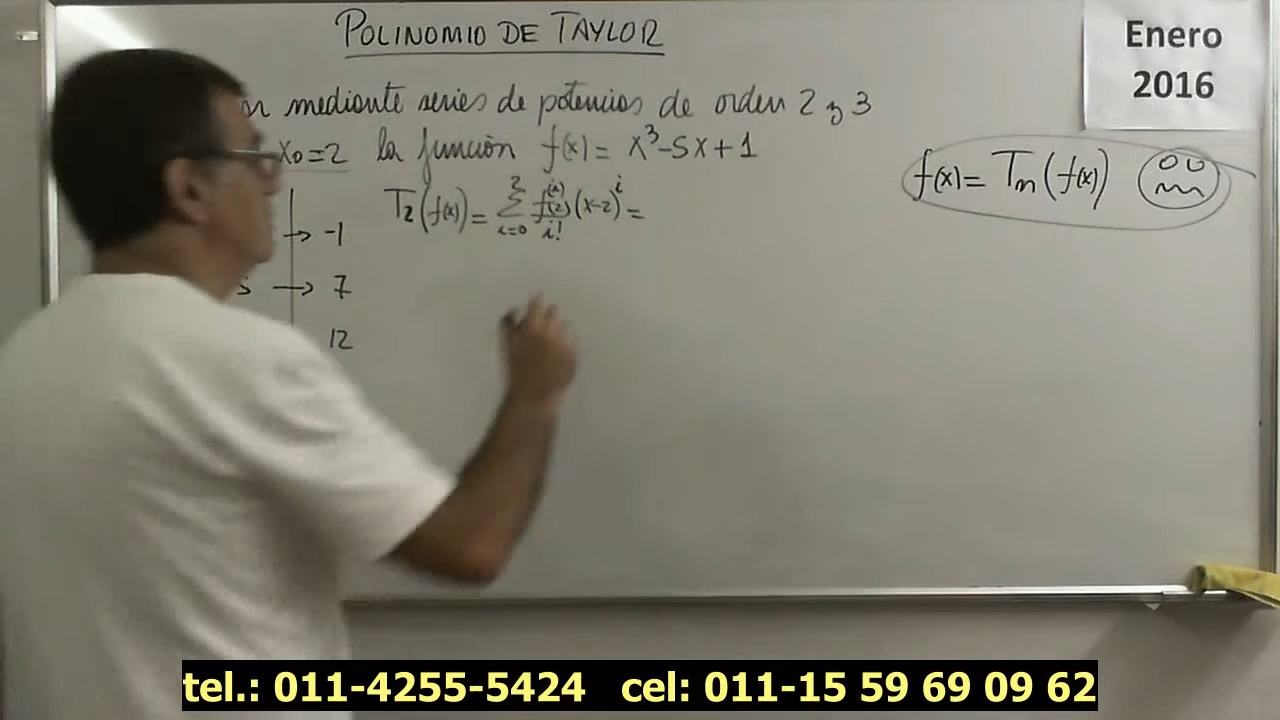 POLINOMIO DE TAYLOR
Enero
2016
mediante series de potencias de orden 2 y 3
x0=2 la función f(x)= x³-5x+1
f(x)= Tn(f(x))
T2(f(x))= Σ i=0 2 f(i)(2)/i! (x-2)^i =
→ -1
→ 7
12
tel.: 011-4255-5424 cel: 011-15 59 69 09 62